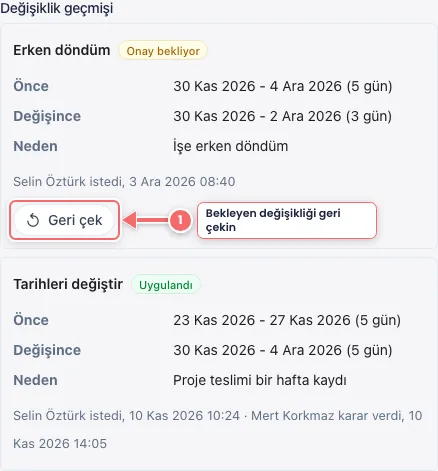 Değişiklik geçmişi
Erken döndüm Onay bekliyor
Önce 30 Kas 2026 - 4 Ara 2026 (5 gün)
Değişince 30 Kas 2026 - 2 Ara 2026 (3 gün)
Neden İşe erken döndüm
Selin Öztürk istedi, 3 Ara 2026 08:40
Geri çek 1 Bekleyen değişikliği geri
çekin
Tarihleri değiştir Uygulandı
Önce 23 Kas 2026 - 27 Kas 2026 (5 gün)
Değişince 30 Kas 2026 - 4 Ara 2026 (5 gün)
Neden Proje teslimi bir hafta kaydı
Selin Öztürk istedi, 10 Kas 2026 10:24 · Mert Korkmaz karar verdi, 10
Kas 2026 14:05